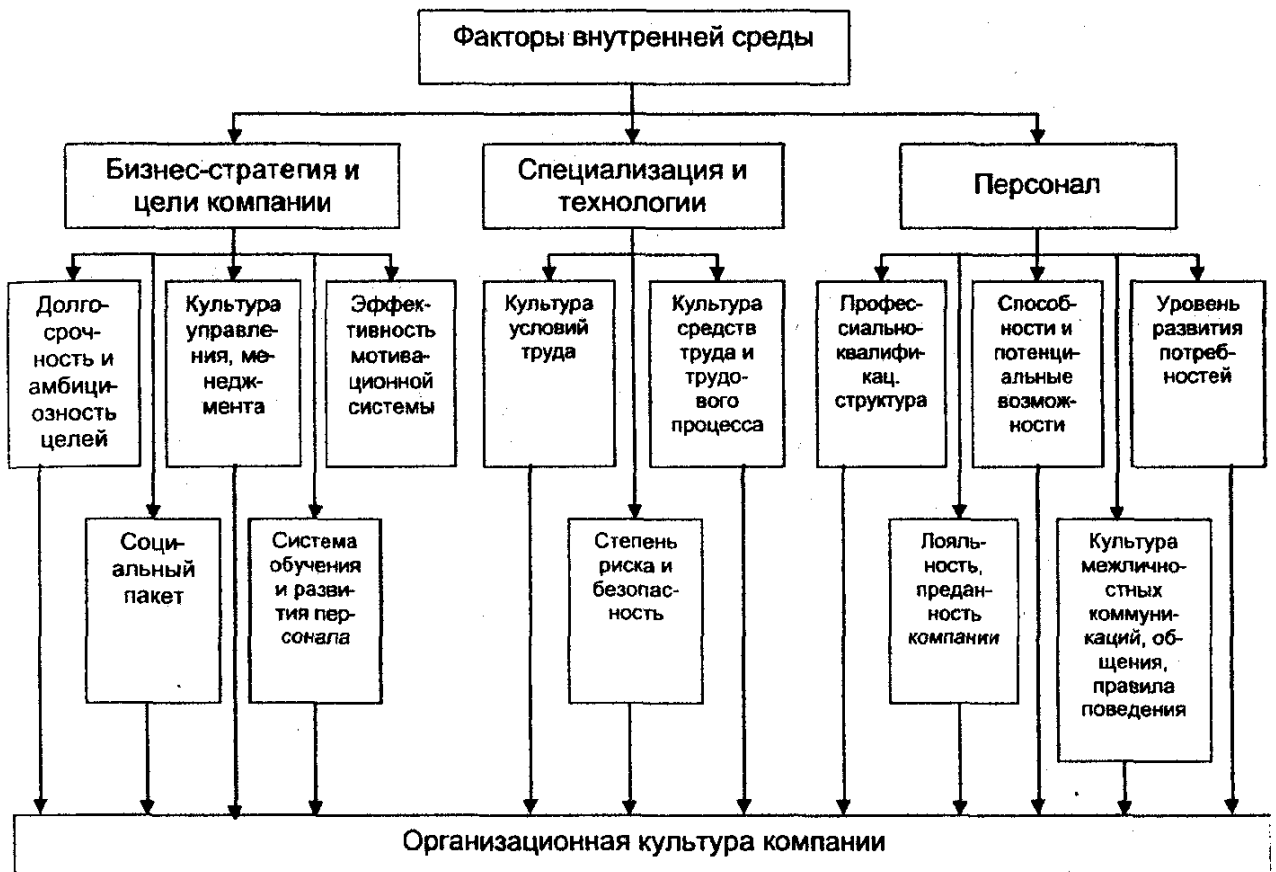 Факторы внутренней среды
Бизнес-стратегия и
цели компании
Специализация и
технологии
Персонал
Долго-
сроч-
ность и
амбици-
озность
целей
Культура
управле-
ния, ме-
недж-
мента
Эффек-
тивность
мотива-
ционной
системы
Культура
условий
труда
Культура
средств
труда и
трудо-
вого
процесса
Профес-
сиально-
квалифи-
кац.
структура
Способ-
ности и
потенци-
альные
возмож-
ности
Уровень
развития
потреб-
ностей
Соци-
альный
пакет
Система
обучения
и разви-
тия пер-
сонала
Степень
риска и
безопас-
ность
Лояль-
ность,
предан-
ность
компании
Культура
межлично-
стных
коммуни-
каций, об-
щения,
правила
поведения
Организационная культура компании